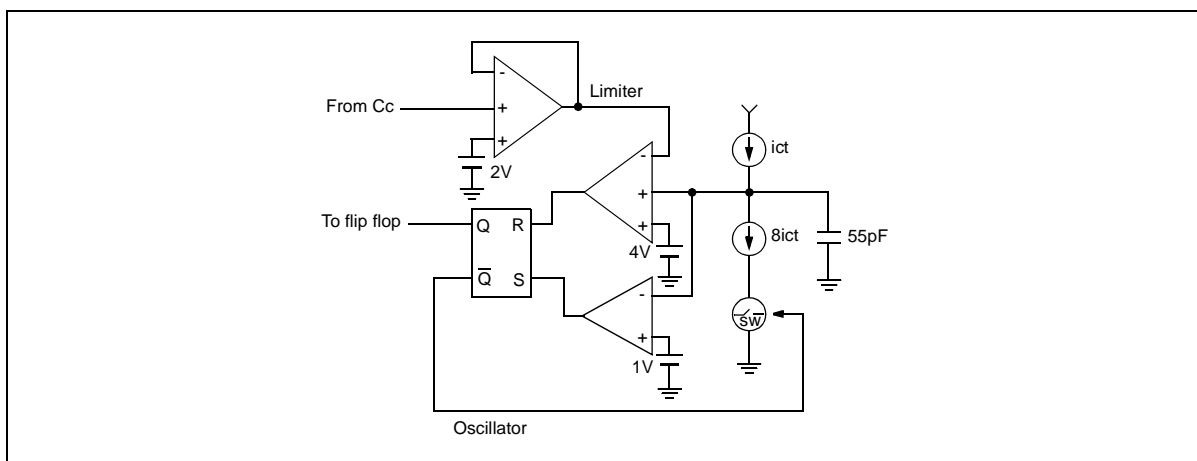 -
Limiter
From Cc
+
+
2V
ict
-
+
+
4V
To flip flop
Q R
Q̅ S
8ict
55pF
-
+
1V
SW
Oscillator